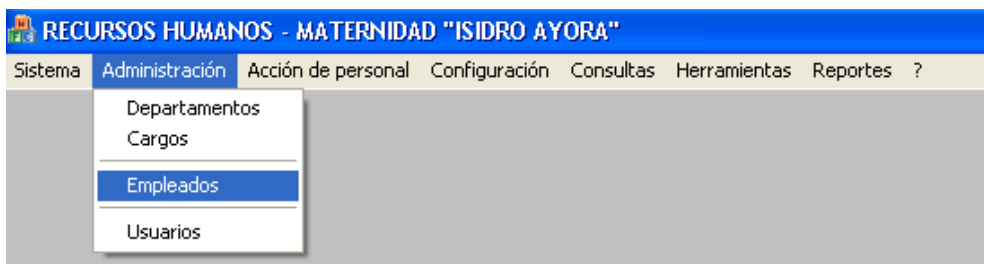 RECURSOS HUMANOS - MATERNIDAD "ISIDRO AYORA"
Sistema Administración Acción de personal Configuración Consultas Herramientas Reportes ?
Departamentos
Cargos
Empleados
Usuarios